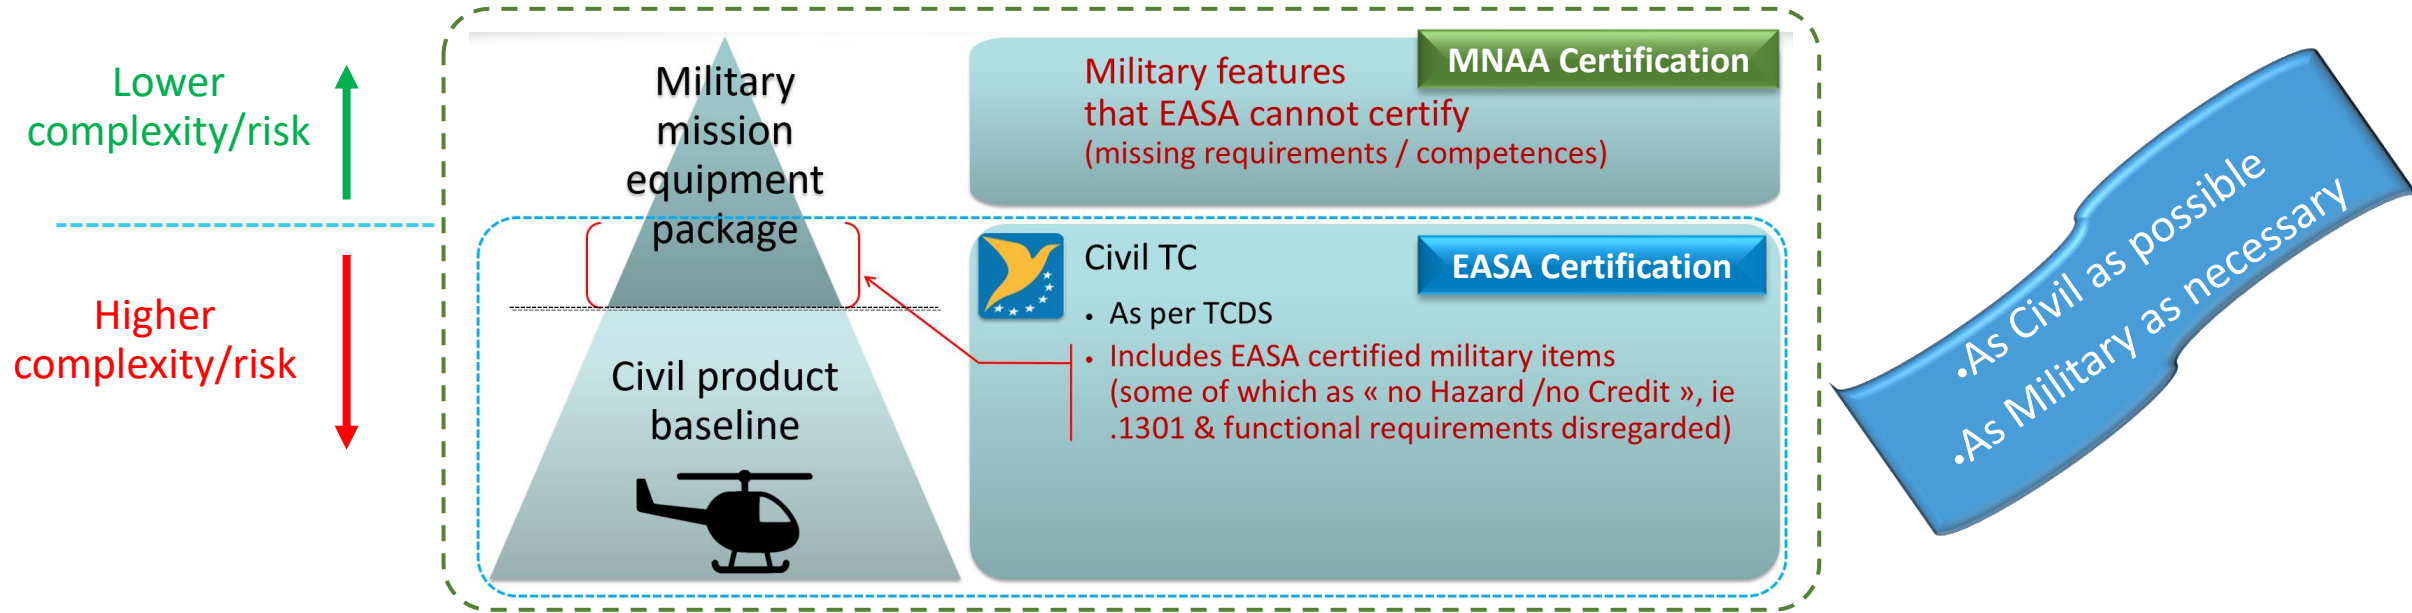 Lower
complexity/risk
Higher
complexity/risk
Military
mission
equipment
package
Civil product
baseline
MNAA Certification
Military features
that EASA cannot certify
(missing requirements / competences)
EASA Certification
Civil TC
• As per TCDS
• Includes EASA certified military items
(some of which as « no Hazard /no Credit », ie
.1301 & functional requirements disregarded)
•As Civil as possible
•As Military as necessary